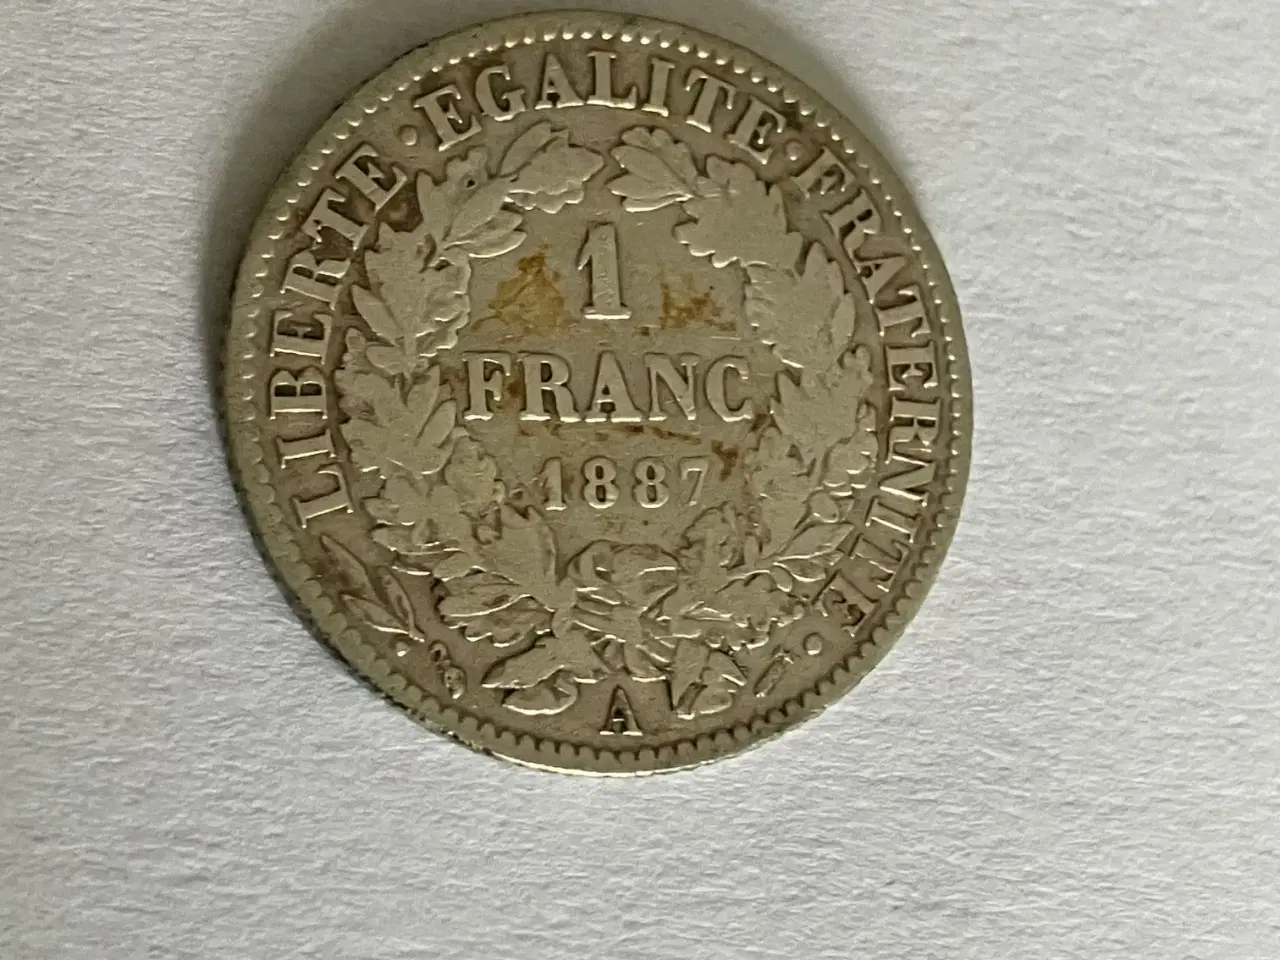 LIBERTE · EGALITE · FRATERNITE ·
1
FRANC
1887
A